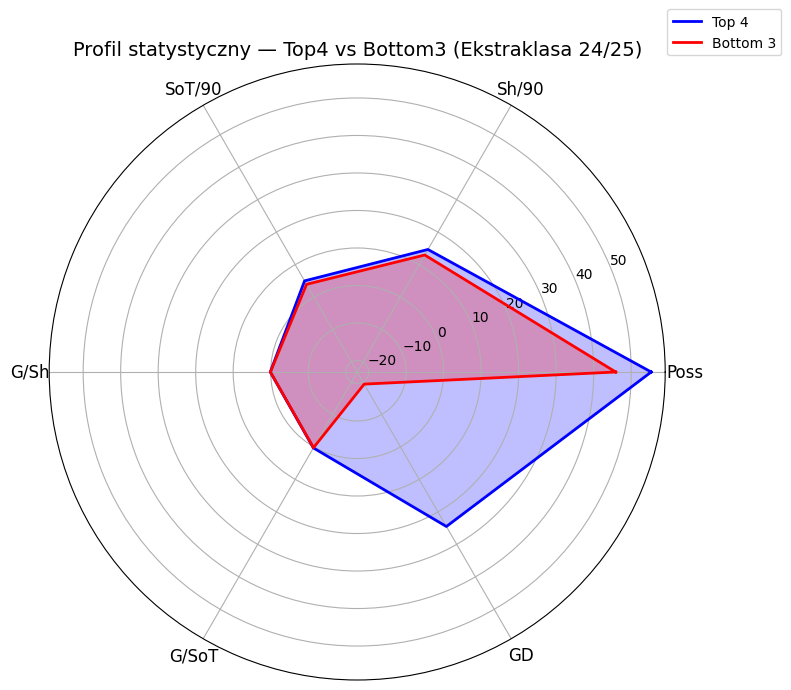 Top 4
Bottom 3
Profil statystyczny — Top4 vs Bottom3 (Ekstraklasa 24/25)
SoT/90
Sh/90
50
40
30
20
10
0
−10
−20
G/Sh
Poss
G/SoT
GD